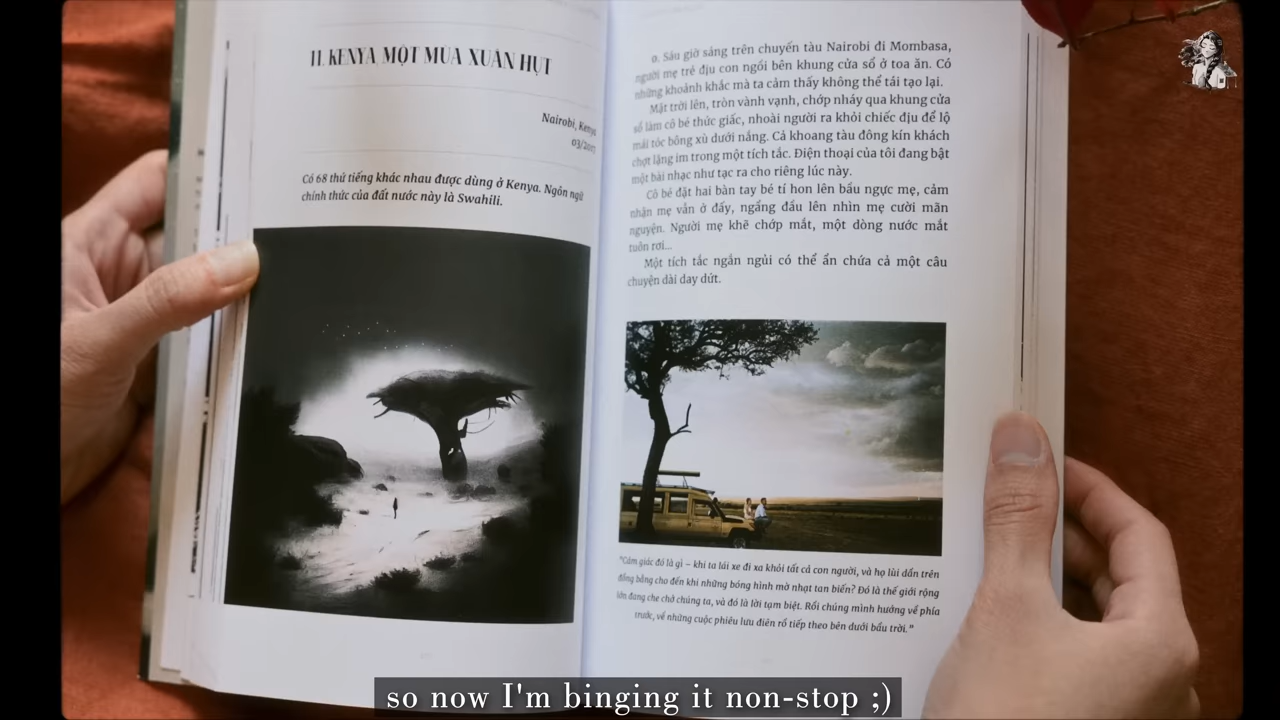 11. KENYA MỘT MÙA XUÂN HỤT
Nairobi, Kenya
03/2017
Có 68 thứ tiếng khác nhau được dùng ở Kenya. Ngôn ngữ
chính thức của đất nước này là Swahili.
0. Sáu giờ sáng trên chuyến tàu Nairobi đi Mombasa,
người mẹ trẻ địu con ngồi bên khung cửa sổ ở toa ăn. Có
những khoảnh khắc mà ta cảm thấy không thể tái tạo lại.
Mặt trời lên, tròn vành vạnh, chớp nháy qua khung cửa
sổ làm cô bé thức giấc, nhoài người ra khỏi chiếc địu để lộ
mái tóc bông xù dưới nắng. Cả khoang tàu đông kín khách
chợt lặng im trong một tích tắc. Điện thoại của tôi đang bật
một bài nhạc như tạc ra cho riêng lúc này.
Cô bé đặt hai bàn tay bé tí hon lên bầu ngực mẹ, cảm
nhận mẹ vẫn ở đấy, ngẩng đầu lên nhìn mẹ cười mãn
nguyện. Người mẹ khẽ chớp mắt, một dòng nước mắt
tuôn rơi...
Một tích tắc ngắn ngủi có thể ẩn chứa cả một câu
chuyện dài day dứt.
"Cảm giác đó là gì – khi ta lái xe đi xa khỏi tất cả con người, và họ lùi dần trên
đồng bằng cho đến khi những bóng hình mờ nhạt tan biến? Đó là thế giới rộng
lớn đang che chở chúng ta, và đó là lời tạm biệt. Rồi chúng mình hướng về phía
trước, về những cuộc phiêu lưu điên rồ tiếp theo bên dưới bầu trời."
so now I'm binging it non-stop ;)